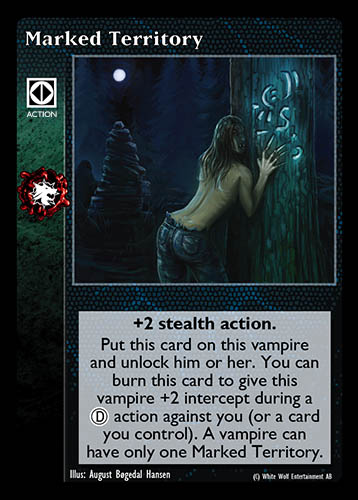 Marked Territory
ACTION
+2 stealth action.
Put this card on this vampire
and unlock him or her. You can
burn this card to give this
vampire +2 intercept during a
Ⓓ action against you (or a card
you control). A vampire can
have only one Marked Territory.
Illus: August Bøgedal Hansen
(C) White Wolf Entertainment AB